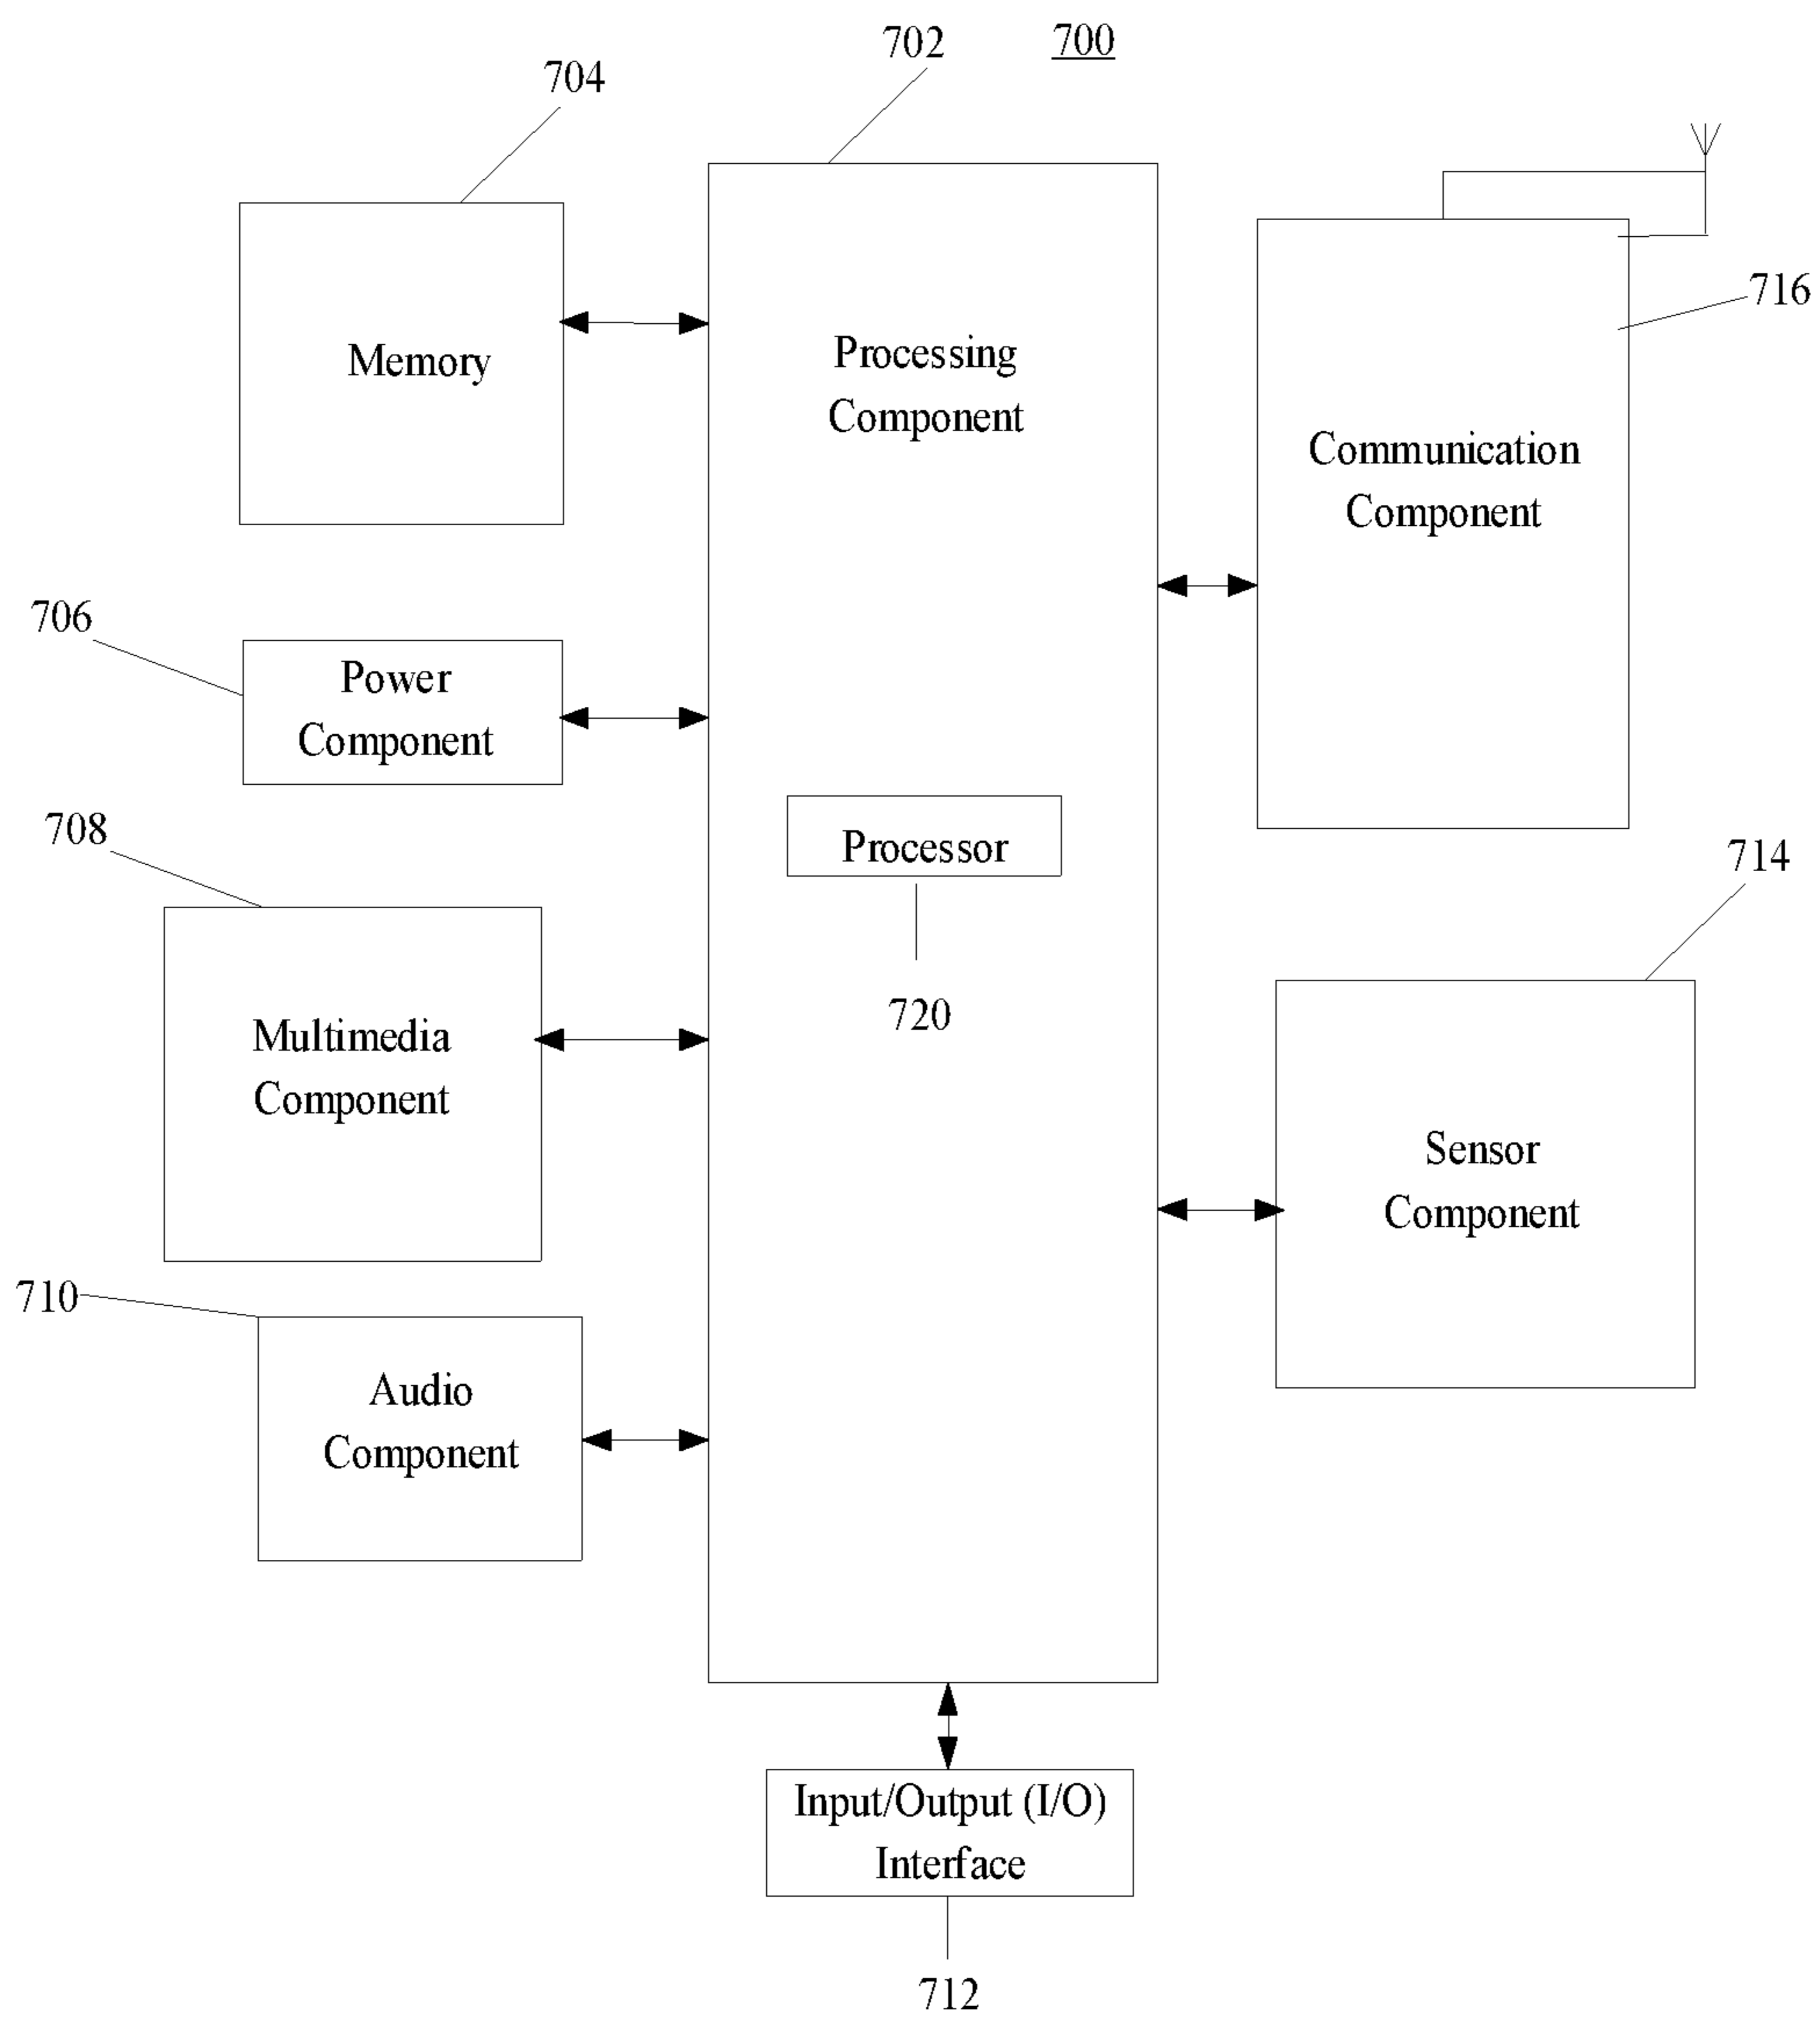 700
702
704
Memory
Processing
Component
716
Communication
Component
706
Power
Component
708
Processor
714
720
Multimedia
Component
Sensor
Component
710
Audio
Component
Input/Output (I/O)
Interface
712